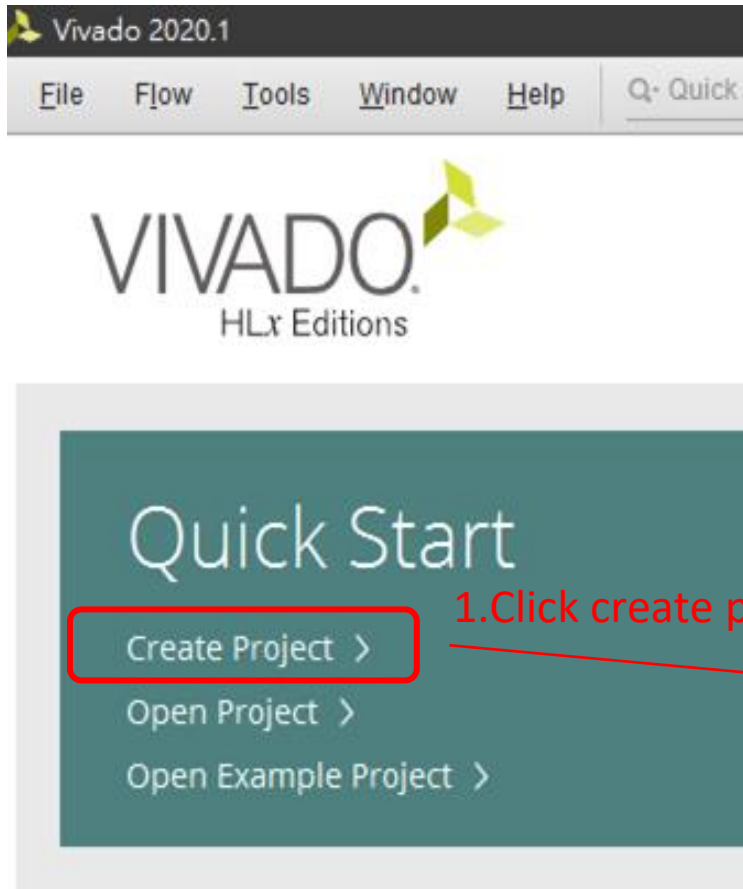 Vivado 2020.1
File Flow Tools Window Help Q- Quick
VIVADO.
HLx Editions
Quick Start
1.Click create p
Create Project >
Open Project >
Open Example Project >